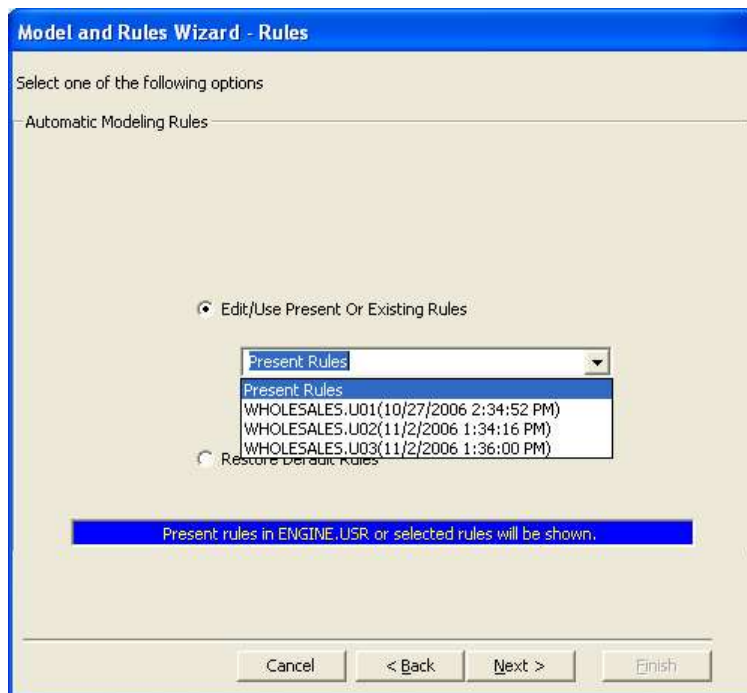 Model and Rules Wizard - Rules
Select one of the following options
Automatic Modeling Rules
Edit/Use Present Or Existing Rules
Present Rules
Present Rules
WHOLESALES.U01(10/27/2006 2:34:52 PM)
WHOLESALES.U02(11/2/2006 1:34:16 PM)
WHOLESALES.U03(11/2/2006 1:36:00 PM)
Restore Default Rules
Present rules in ENGINE.USR or selected rules will be shown.
Cancel
< Back
Next >
Finish